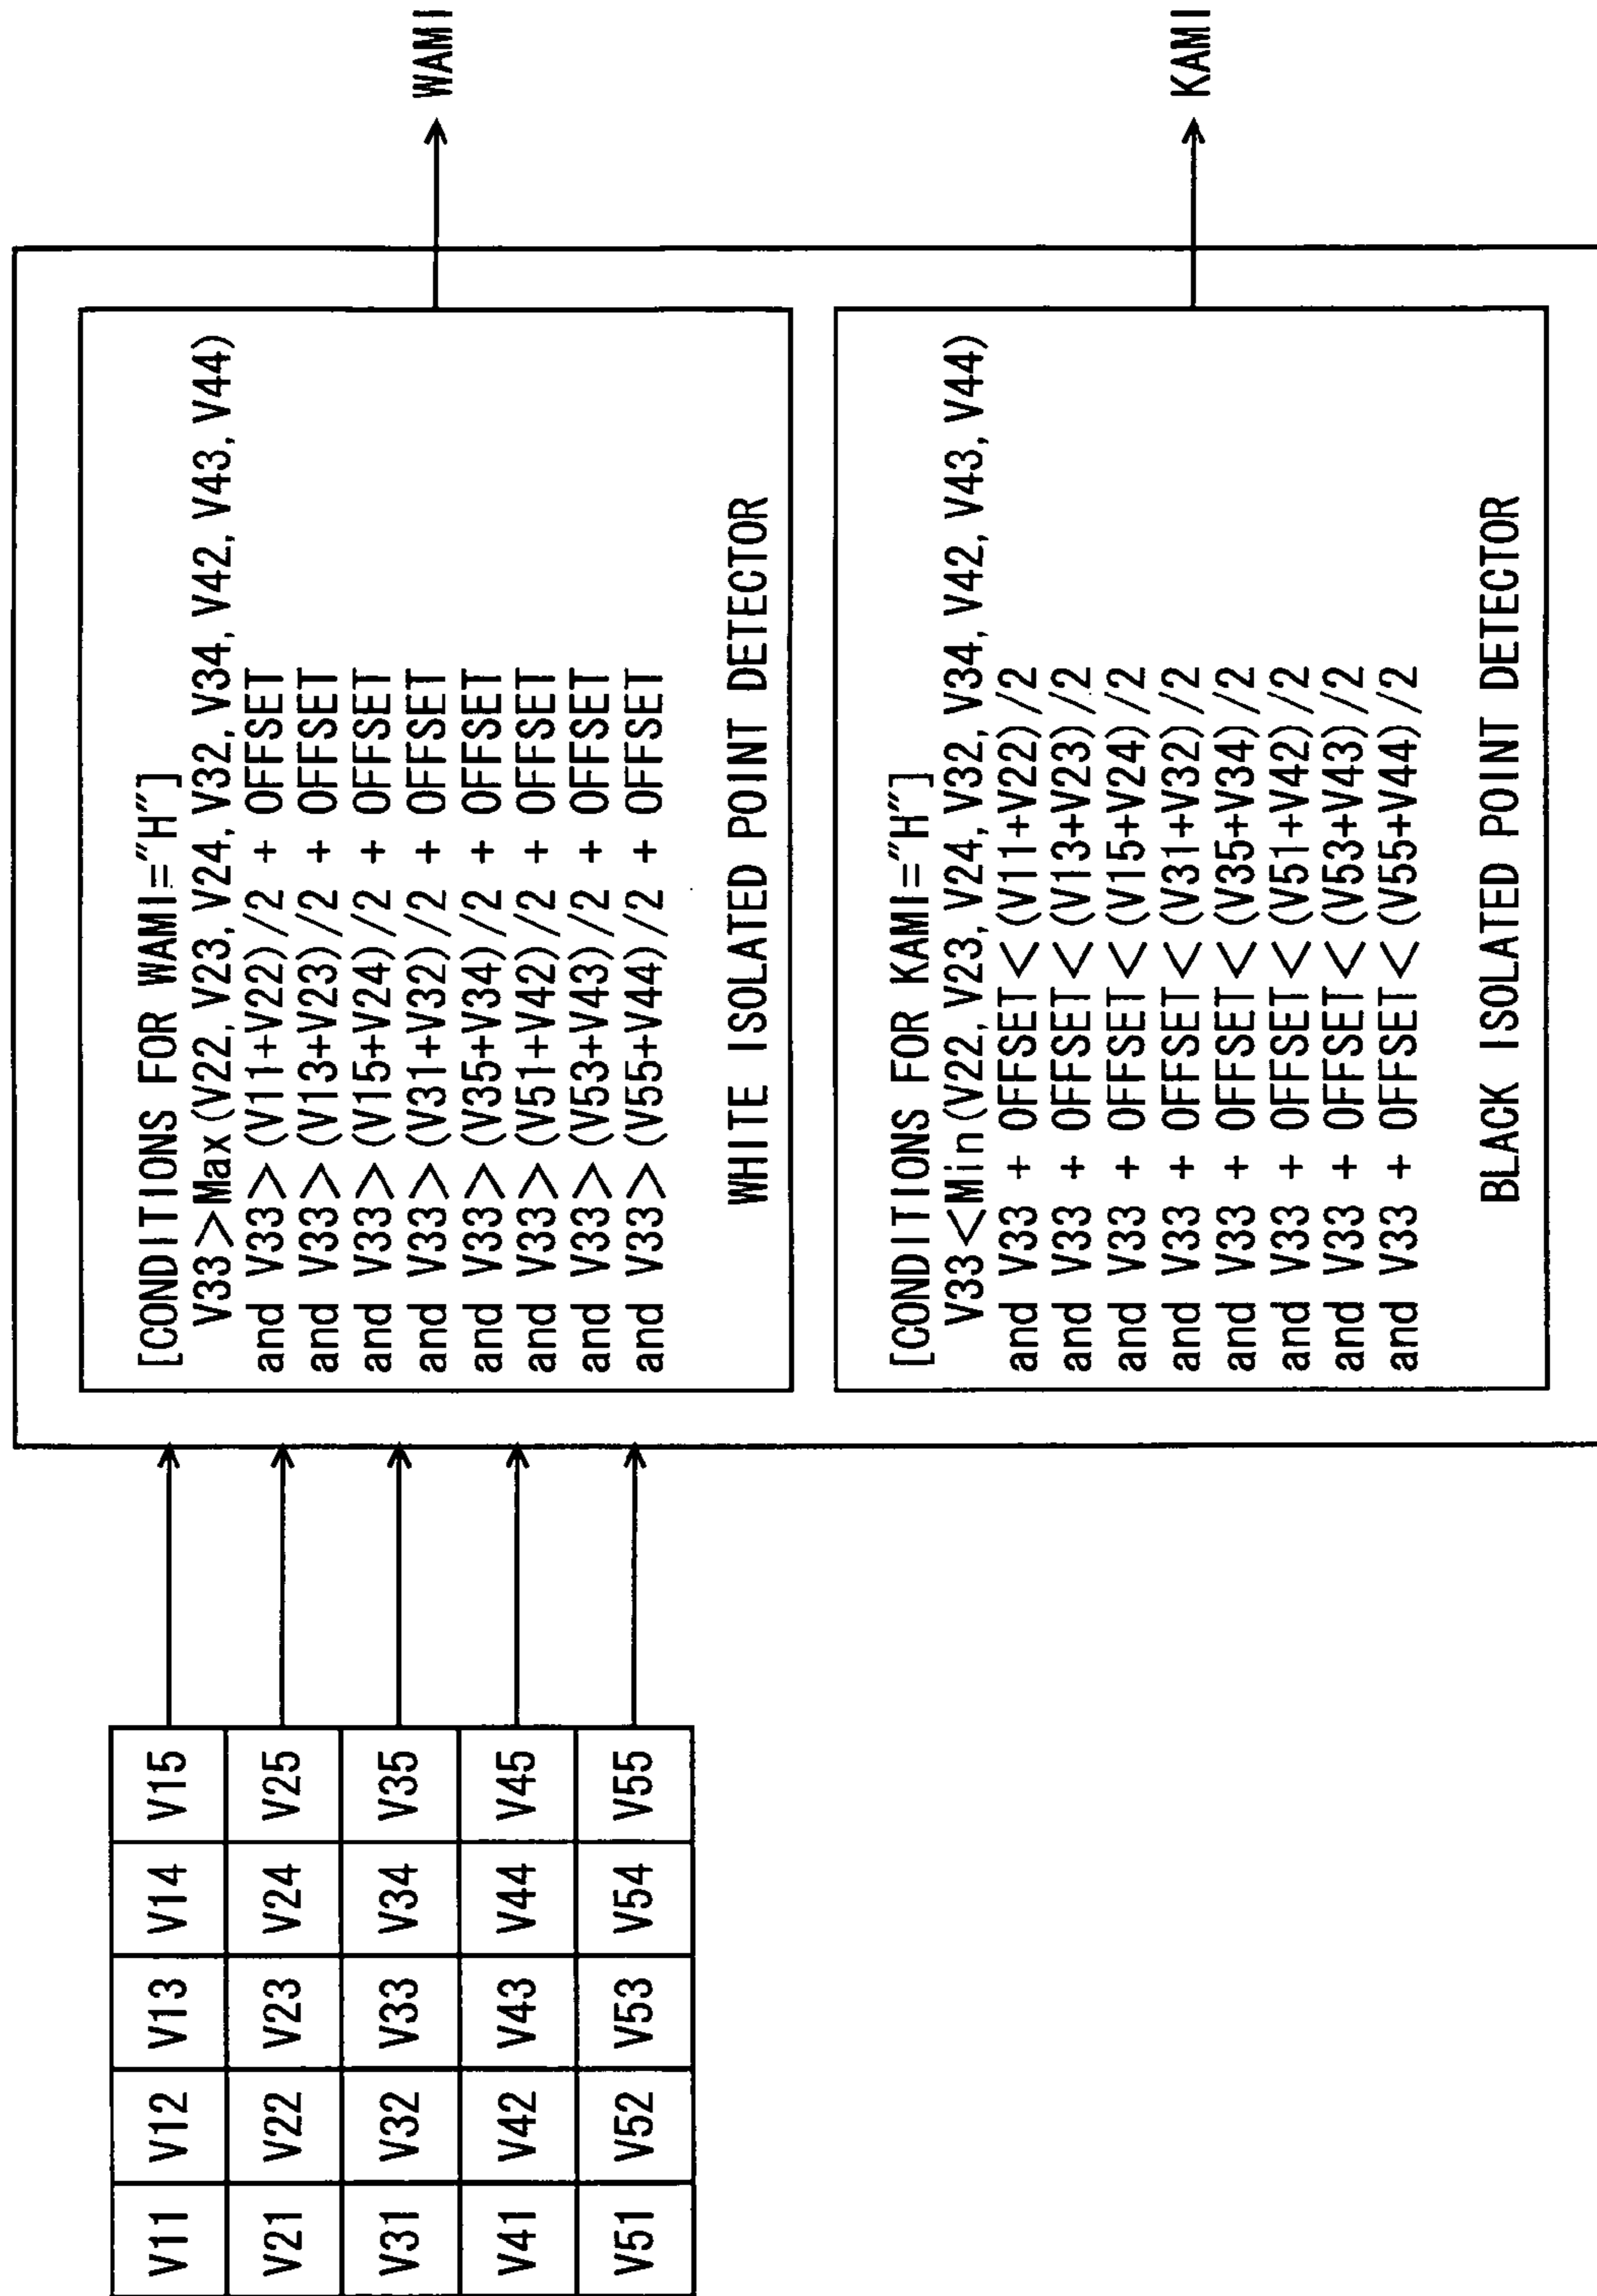 V11 V12 V13 V14 V15
V21 V22 V23 V24 V25
V31 V32 V33 V34 V35
V41 V42 V43 V44 V45
V51 V52 V53 V54 V55
[CONDITIONS FOR WAMI="H"]
V33>Max(V22, V23, V24, V32, V34, V42, V43, V44)
and V33>(V11+V22)/2 + OFFSET
and V33>(V13+V23)/2 + OFFSET
and V33>(V15+V24)/2 + OFFSET
and V33>(V31+V32)/2 + OFFSET
and V33>(V35+V34)/2 + OFFSET
and V33>(V51+V42)/2 + OFFSET
and V33>(V53+V43)/2 + OFFSET
and V33>(V55+V44)/2 + OFFSET
WHITE ISOLATED POINT DETECTOR
WAMI
[CONDITIONS FOR KAMI="H"]
V33<Min(V22, V23, V24, V32, V34, V42, V43, V44)
and V33 + OFFSET<(V11+V22)/2
and V33 + OFFSET<(V13+V23)/2
and V33 + OFFSET<(V15+V24)/2
and V33 + OFFSET<(V31+V32)/2
and V33 + OFFSET<(V35+V34)/2
and V33 + OFFSET<(V51+V42)/2
and V33 + OFFSET<(V53+V43)/2
and V33 + OFFSET<(V55+V44)/2
BLACK ISOLATED POINT DETECTOR
KAMI